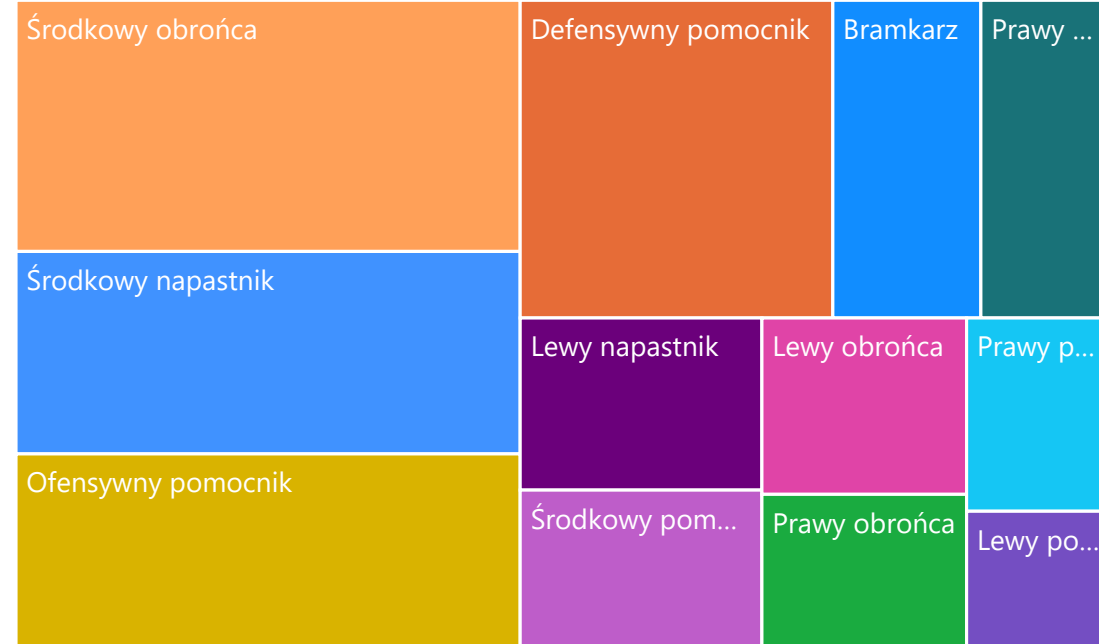 Środkowy obrońca
Defensywny pomocnik
Bramkarz
Prawy ...
Środkowy napastnik
Lewy napastnik
Lewy obrońca
Prawy p...
Ofensywny pomocnik
Środkowy pom...
Prawy obrońca
Lewy po...